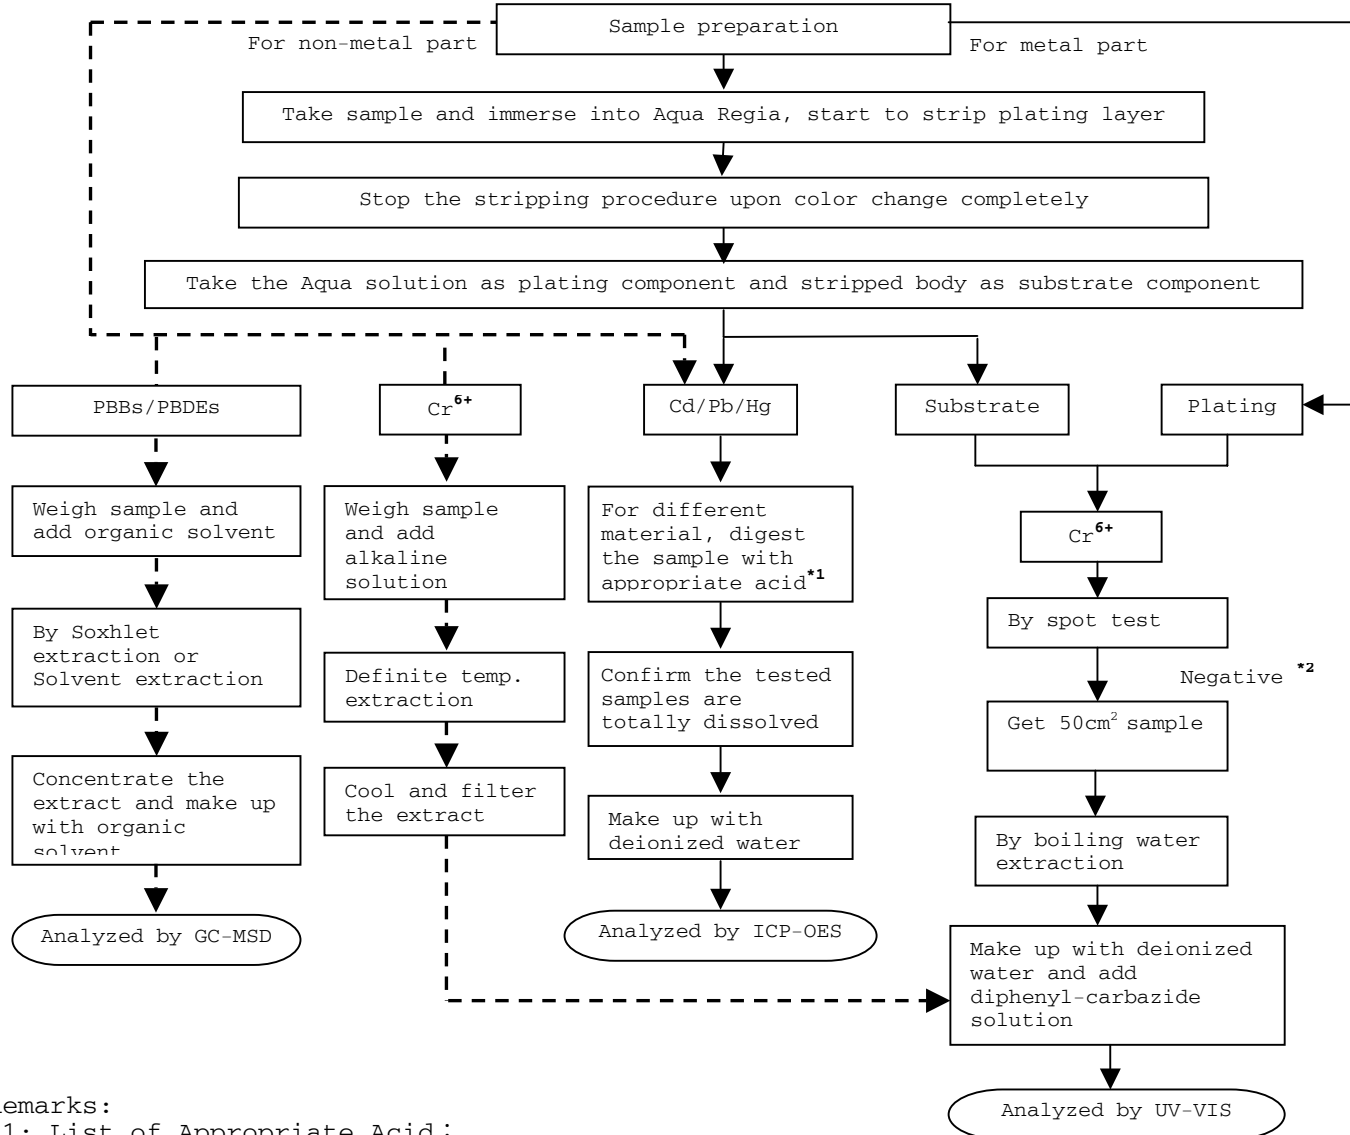 Sample preparation
For non-metal part
For metal part
Take sample and immerse into Aqua Regia, start to strip plating layer
Stop the stripping procedure upon color change completely
Take the Aqua solution as plating component and stripped body as substrate component
PBBs/PBDEs
Cr6+
Cd/Pb/Hg
Substrate
Plating
Weigh sample and
add organic solvent
By Soxhlet
extraction or
Solvent extraction
Concentrate the
extract and make up
with organic
solvent
Analyzed by GC-MSD
Weigh sample
and add
alkaline
solution
Definite temp.
extraction
Cool and filter
the extract
For different
material, digest
the sample with
appropriate acid*1
Confirm the tested
samples are
totally dissolved
Make up with
deionized water
Analyzed by ICP-OES
Cr6+
By spot test
Negative *2
Get 50cm2 sample
By boiling water
extraction
Make up with deionized
water and add
diphenyl-carbazide
solution
Analyzed by UV-VIS
emarks:
1: List of Appropriate Acid: